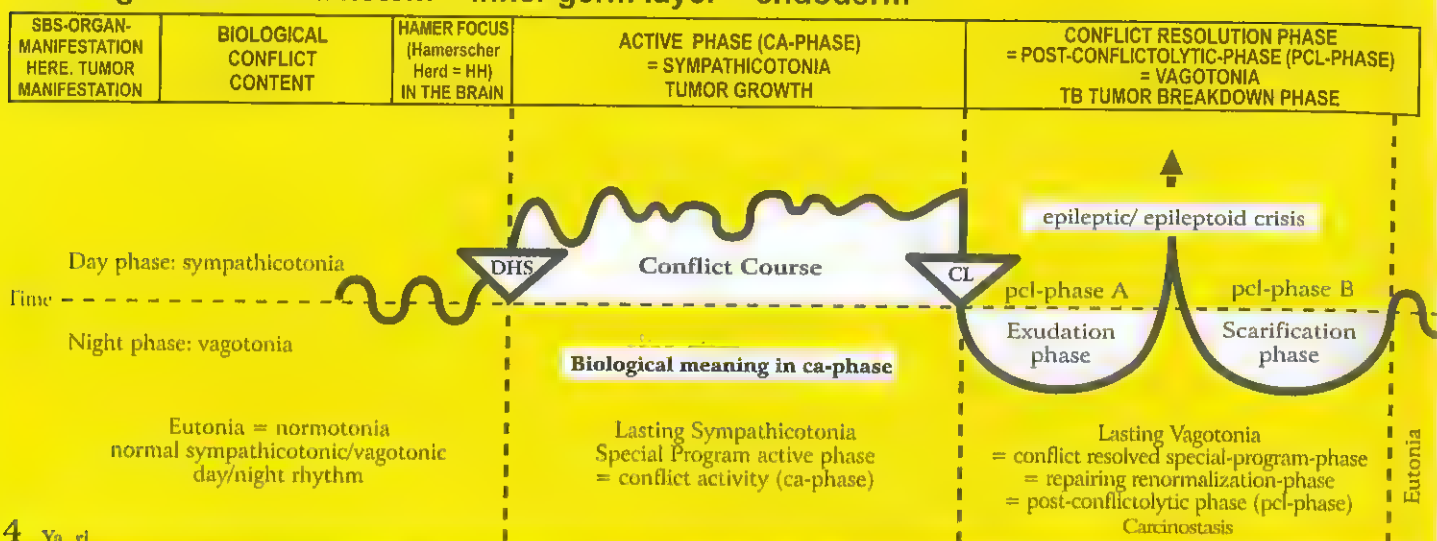 inner germ layer
endoderm
SBS-ORGAN-
MANIFESTATION
HERE. TUMOR
MANIFESTATION
BIOLOGICAL
CONFLICT
CONTENT
HAMER FOCUS
(Hamerscher
Herd = HH)
IN THE BRAIN
ACTIVE PHASE (CA-PHASE)
= SYMPATHICOTONIA
TUMOR GROWTH
CONFLICT RESOLUTION PHASE
= POST-CONFLICTOLYTIC-PHASE (PCL-PHASE)
= VAGOTONIA
TB TUMOR BREAKDOWN PHASE
epileptic/ epileptoid crisis
Day phase: sympathicotonia
DHS
Conflict Course
CL
Time
pcl-phase A
pcl-phase B
Night phase: vagotonia
Exudation
phase
Scarification
phase
Biological meaning in ca-phase
Eutonia = normotonia
normal sympathicotonic/vagotonic
day/night rhythm
Lasting Sympathicotonia
Special Program active phase
= conflict activity (ca-phase)
Lasting Vagotonia
= conflict resolved special-program-phase
= repairing renormalization-phase
= post-conflictolytic phase (pcl-phase)
Carcinostasis
Eutonia
4